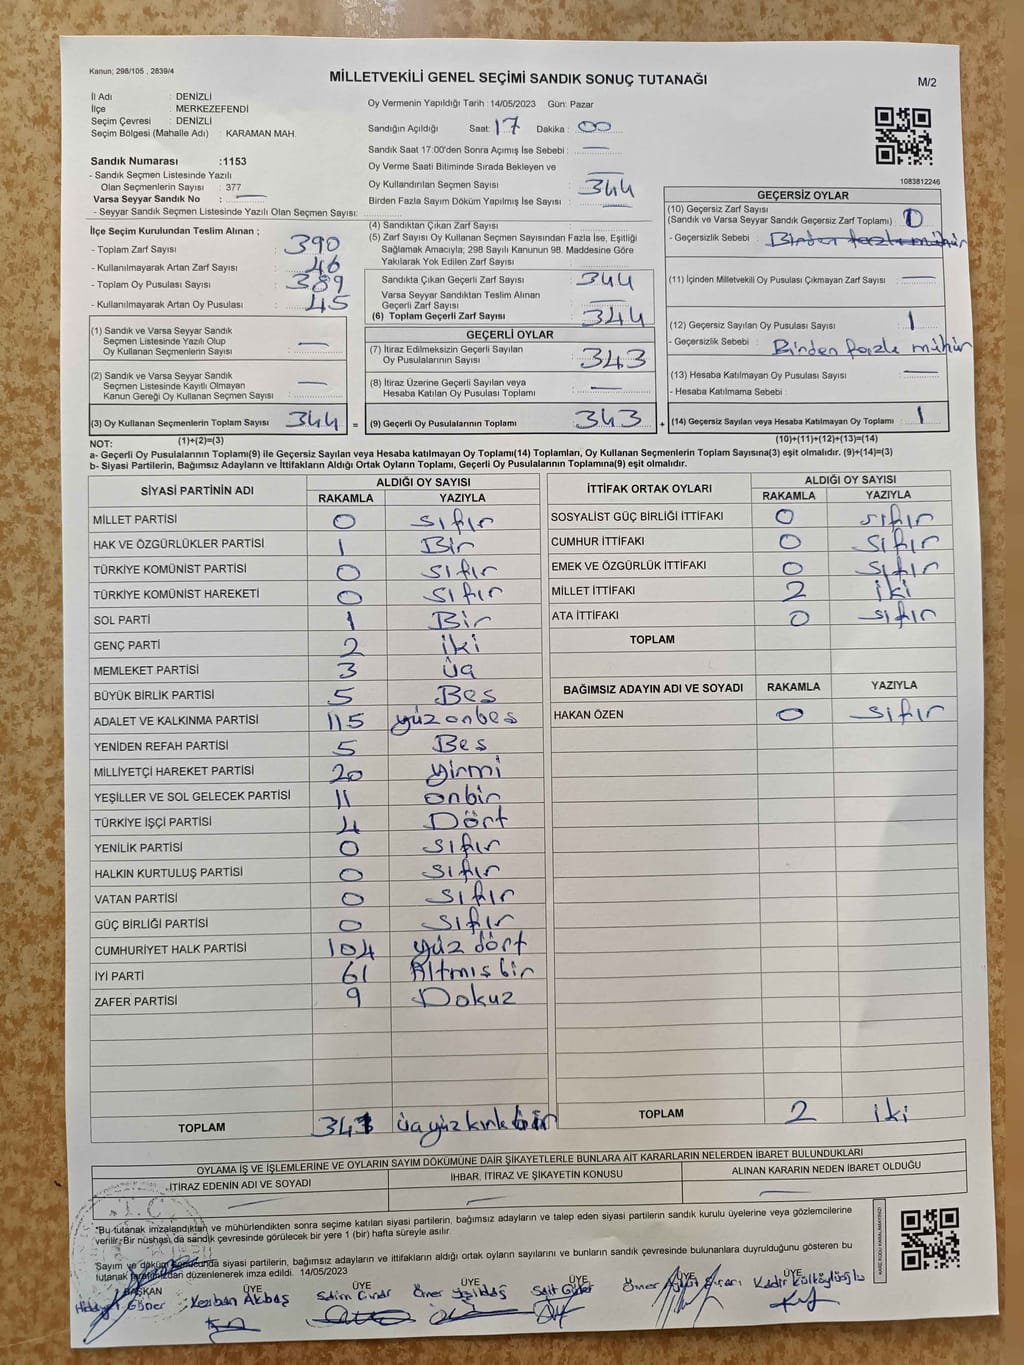 Kanun; 298/105 , 2839/4
MİLLETVEKİLİ GENEL SEÇİMİ SANDIK SONUÇ TUTANAĞI
M/2
İl Adı : DENİZLİ
İlçe : MERKEZEFENDİ
Seçim Çevresi : DENİZLİ
Seçim Bölgesi (Mahalle Adı) : KARAMAN MAH.
Oy Vermenin Yapıldığı Tarih : 14/05/2023 Gün: Pazar
Sandığın Açıldığı Saat: 17 Dakika : 00
Sandık Saat 17:00'den Sonra Açımış İse Sebebi : —
Oy Verme Saati Bitiminde Sırada Bekleyen ve
Oy Kullandırılan Seçmen Sayısı : 344
Birden Fazla Sayım Döküm Yapılmış İse Sayısı :
Sandık Numarası :1153
- Sandık Seçmen Listesinde Yazılı
Olan Seçmenlerin Sayısı : 377
Varsa Seyyar Sandık No : —
- Seyyar Sandık Seçmen Listesinde Yazılı Olan Seçmen Sayısı:
1083812246
İlçe Seçim Kurulundan Teslim Alınan ;
- Toplam Zarf Sayısı : 390
- Kullanılmayarak Artan Zarf Sayısı : 46
- Toplam Oy Pusulası Sayısı : 389
- Kullanılmayarak Artan Oy Pusulası : 45
(4) Sandıktan Çıkan Zarf Sayısı :
(5) Zarf Sayısı Oy Kullanan Seçmen Sayısından Fazla İse, Eşitliği
Sağlamak Amacıyla; 298 Sayılı Kanunun 98. Maddesine Göre
Yakılarak Yok Edilen Zarf Sayısı :
Sandıkta Çıkan Geçerli Zarf Sayısı : 344
Varsa Seyyar Sandıktan Teslim Alınan
Geçerli Zarf Sayısı : —
(6) Toplam Geçerli Zarf Sayısı : 344
GEÇERSİZ OYLAR
(10) Geçersiz Zarf Sayısı
(Sandık ve Varsa Seyyar Sandık Geçersiz Zarf Toplamı) :
- Geçersizlik Sebebi : Binden fazla mühür
(11) İçinden Milletvekili Oy Pusulası Çıkmayan Zarf Sayısı : —
(12) Geçersiz Sayılan Oy Pusulası Sayısı : 1
- Geçersizlik Sebebi : Binden fazla mühür
(13) Hesaba Katılmayan Oy Pusulası Sayısı : —
- Hesaba Katılmama Sebebi :
(14) Geçersiz Sayılan veya Hesaba Katılmayan Oy Toplamı : 1
(10)+(11)+(12)+(13)=(14)
(1) Sandık ve Varsa Seyyar Sandık
Seçmen Listesinde Yazılı Olup
Oy Kullanan Seçmenlerin Sayısı : —
(2) Sandık ve Varsa Seyyar Sandık
Seçmen Listesinde Kayıtlı Olmayan
Kanun Gereği Oy Kullanan Seçmen Sayısı : —
(3) Oy Kullanan Seçmenlerin Toplam Sayısı : 344 =
(1)+(2)=(3)
GEÇERLİ OYLAR
(7) İtiraz Edilmeksizin Geçerli Sayılan
Oy Pusulalarının Sayısı : 343
(8) İtiraz Üzerine Geçerli Sayılan veya
Hesaba Katılan Oy Pusulası Toplamı : —
(9) Geçerli Oy Pusulalarının Toplamı : 343 +
NOT:
a- Geçerli Oy Pusulalarının Toplamı(9) ile Geçersiz Sayılan veya Hesaba Katılmayan Oy Toplamı(14) Toplamları, Oy Kullanan Seçmenlerin Toplam Sayısına(3) eşit olmalıdır. (9)+(14)=(3)
b- Siyasi Partilerin, Bağımsız Adayların ve İttifakların Aldığı Ortak Oyların Toplamı, Geçerli Oy Pusulalarının Toplamına(9) eşit olmalıdır.
SİYASİ PARTİNİN ADI ALDIĞI OY SAYISI
RAKAMLA YAZIYLA
MİLLET PARTİSİ 0 sıfır
HAK VE ÖZGÜRLÜKLER PARTİSİ 1 Bir
TÜRKİYE KOMÜNİST PARTİSİ 0 sıfır
TÜRKİYE KOMÜNİST HAREKETİ 0 sıfır
SOL PARTİ 1 Bir
GENÇ PARTİ 2 iki
MEMLEKET PARTİSİ 3 üç
BÜYÜK BİRLİK PARTİSİ 5 Beş
ADALET VE KALKINMA PARTİSİ 115 yüz onbeş
YENİDEN REFAH PARTİSİ 5 Beş
MİLLİYETÇİ HAREKET PARTİSİ 20 yirmi
YEŞİLLER VE SOL GELECEK PARTİSİ 11 onbir
TÜRKİYE İŞÇİ PARTİSİ 4 Dört
YENİLİK PARTİSİ 0 sıfır
HALKIN KURTULUŞ PARTİSİ 0 sıfır
VATAN PARTİSİ 0 sıfır
GÜÇ BİRLİĞİ PARTİSİ 0 sıfır
CUMHURİYET HALK PARTİSİ 104 yüz dört
İYİ PARTİ 61 Altmış bir
ZAFER PARTİSİ 9 Dokuz
TOPLAM 341 üçyüz kırk bir
İTTİFAK ORTAK OYLARI ALDIĞI OY SAYISI
RAKAMLA YAZIYLA
SOSYALİST GÜÇ BİRLİĞİ İTTİFAKI 0 sıfır
CUMHUR İTTİFAKI 0 sıfır
EMEK VE ÖZGÜRLÜK İTTİFAKI 0 sıfır
MİLLET İTTİFAKI 2 iki
ATA İTTİFAKI 0 sıfır
TOPLAM
BAĞIMSIZ ADAYIN ADI VE SOYADI RAKAMLA YAZIYLA
HAKAN ÖZEN 0 sıfır
TOPLAM 2 iki
OYLAMA İŞ VE İŞLEMLERİNE VE OYLARIN SAYIM DÖKÜMÜNE DAİR ŞİKAYETLERLE BUNLARA AİT KARARLARIN NELERDEN İBARET BULUNDUKLARI
İTİRAZ EDENİN ADI VE SOYADI İHBAR, İTİRAZ VE ŞİKAYETİN KONUSU ALINAN KARARIN NEDEN İBARET OLDUĞU
T.C.
"Bu tutanak imzalandıktan ve mühürlendikten sonra seçime katılan siyasi partilerin, bağımsız adayların ve talep eden siyasi partilerin sandık kurulu üyelerine veya gözlemcilerine
verilir. Bir nüshası da sandık çevresinde görülecek bir yere 1 (bir) hafta süreyle asılır.
Sayım ve döküm sonucunda siyasi partilerin, bağımsız adayların ve ittifakların aldığı ortak oyların sayılarını ve bunların sandık çevresinde bulunanlara duyrulduğunu gösteren bu
tutanak tarafımızdan düzenlenerek imza edildi. 14/05/2023
BAŞKAN ÜYE ÜYE ÜYE ÜYE ÜYE
Güner Keziban Akbaş Selim Ömer Yeşildağ Sait Güner Ömer Kadir Külköylüoğlu
KARE KODU KARALAMAYINIZ!